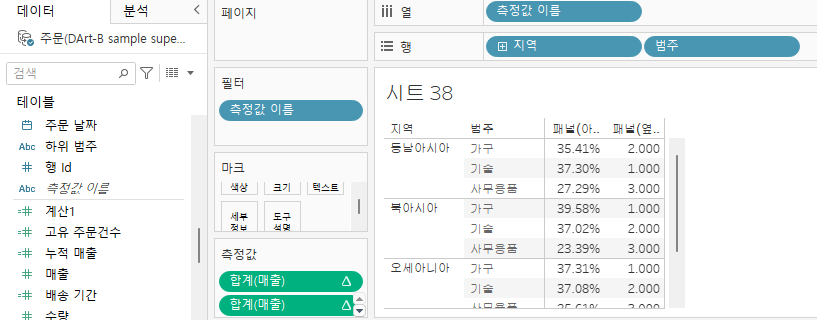 데이터
분석
주문(DArt-B sample supe...
검색
테이블
주문 날짜
Abc 하위 범주
행 Id
Abc 측정값 이름
계산1
고유 주문건수
누적 매출
매출
배송 기간
수량
페이지
필터
측정값 이름
마크
색상 크기 텍스트
세부 정보
도구 설명
측정값
합계(매출) Δ
합계(매출) Δ
열
측정값 이름
행
지역 범주
시트 38
지역 범주 패널(아.. 패널(옆..
동남아시아 가구 35.41% 2.000
기술 37.30% 1.000
사무용품 27.29% 3.000
북아시아 가구 39.58% 1.000
기술 37.02% 2.000
사무용품 23.39% 3.000
오세아니아 가구 37.31% 1.000
기술 37.08% 2.000
사무용품 25.61% 3.000